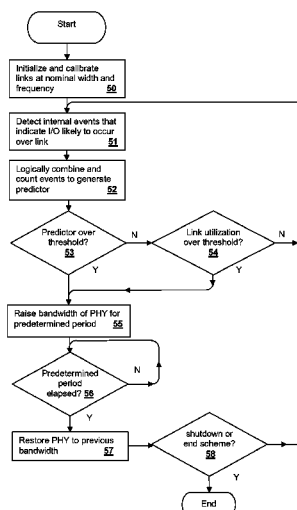 Start
Initialize and calibrate
links at nominal width and
frequency 50
Detect internal events that
indicate I/O likely to occur
over link 51
Logically combine and
count events to generate
predictor 52
Predictor over
threshold?
53
N
Link utilization
over threshold?
54
N
Y
Y
Raise bandwidth of PHY for
predetermined period 55
Predetermined
period
elapsed? 56
N
Y
Restore PHY to previous
bandwidth 57
shutdown or
end scheme?
58
N
Y
End